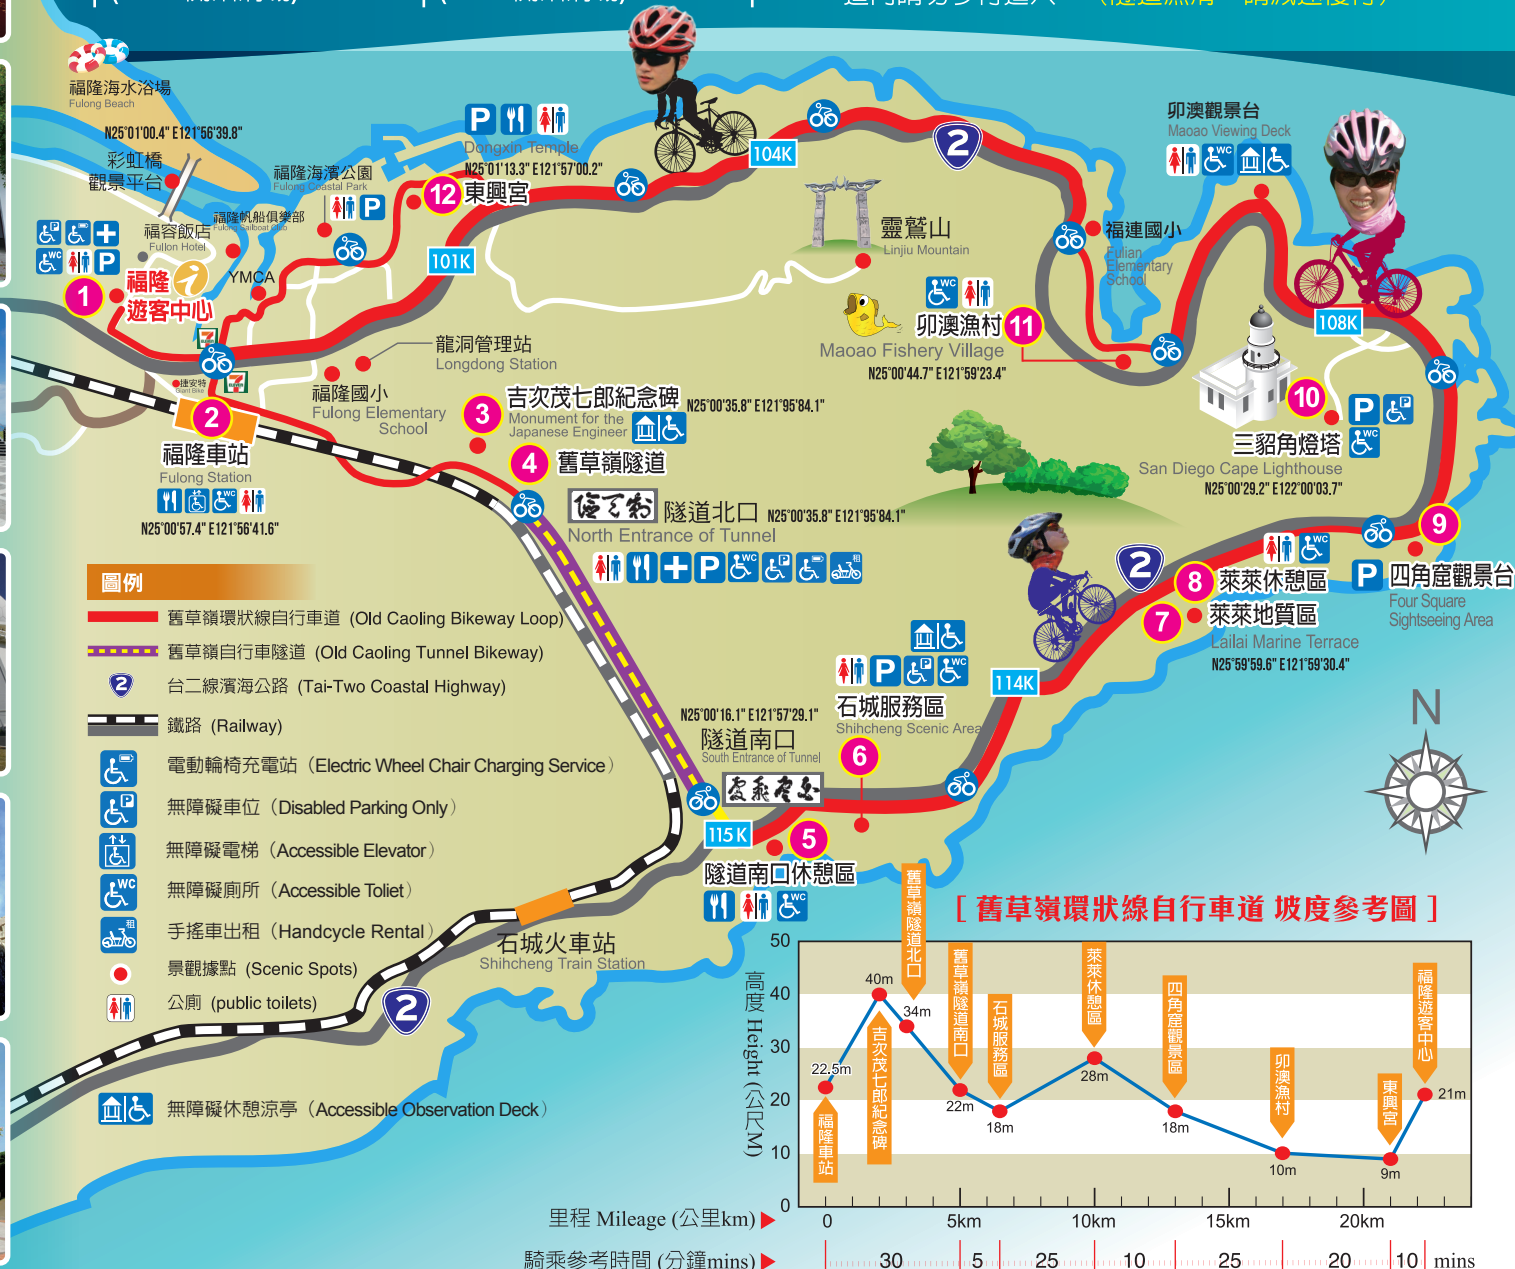 福隆海水浴場
Fulong Beach
N25°01'00.4" E121°56'39.8"
彩虹橋
觀景平台
福隆海濱公園
Fulong Coastal Park
P
福容飯店
Fullon Hotel
福隆帆船俱樂部
Fulong Sailboat Club
YMCA
WC
P
1
福隆
遊客中心
P
Dongxin Temple
N25°01'13.3" E121°57'00.2"
12 東興宮
101K
104K
2
靈鷲山
Linjiu Mountain
卯澳觀景台
Maoao Viewing Deck
WC
福連國小
Fulian
Elementary
School
WC
卯澳漁村 11
Maoao Fishery Village
N25°00'44.7" E121°59'23.4"
108K
10
P
WC
三貂角燈塔
San Diego Cape Lighthouse
N25°00'29.2" E122°00'03.7"
龍洞管理站
Longdong Station
福隆國小
Fulong Elementary
School
捷安特
Giant Bike
2
福隆車站
Fulong Station
WC
N25°00'57.4" E121°56'41.6"
3 吉次茂七郎紀念碑 N25°00'35.8" E121°95'84.1"
Monument for the
Japanese Engineer
4 舊草嶺隧道
隧道北口 N25°00'35.8" E121°95'84.1"
North Entrance of Tunnel
P WC P 租
9
P 四角窟觀景台
Four Square
Sightseeing Area
WC
8 萊萊休憩區
7 萊萊地質區
Lailai Marine Terrace
N25°59'59.6" E121°59'30.4"
2
114K
P P WC
石城服務區
Shihcheng Scenic Area
6
N25°00'16.1" E121°57'29.1"
隧道南口
South Entrance of Tunnel
115K
5
隧道南口休憩區
WC
石城火車站
Shihcheng Train Station
2
N
圖例
舊草嶺環狀線自行車道 (Old Caoling Bikeway Loop)
舊草嶺自行車隧道 (Old Caoling Tunnel Bikeway)
2 台二線濱海公路 (Tai-Two Coastal Highway)
鐵路 (Railway)
電動輪椅充電站（Electric Wheel Chair Charging Service）
P 無障礙車位（Disabled Parking Only）
無障礙電梯（Accessible Elevator）
WC 無障礙廁所（Accessible Toliet）
租 手搖車出租（Handcycle Rental）
景觀據點 (Scenic Spots)
公廁 (public toilets)
無障礙休憩涼亭（Accessible Observation Deck）
[ 舊草嶺環狀線自行車道 坡度參考圖 ]
高度 Height (公尺M)
50
40
30
20
10
0
22.5m
福隆車站
40m
吉次茂七郎紀念碑
34m
舊草嶺隧道北口
22m
舊草嶺隧道南口
18m
石城服務區
28m
萊萊休憩區
18m
四角窟觀景區
10m
卯澳漁村
9m
東興宮
21m
福隆遊客中心
里程 Mileage (公里km) 0 5km 10km 15km 20km
騎乘參考時間 (分鐘mins) 30 5 25 10 25 20 10 mins